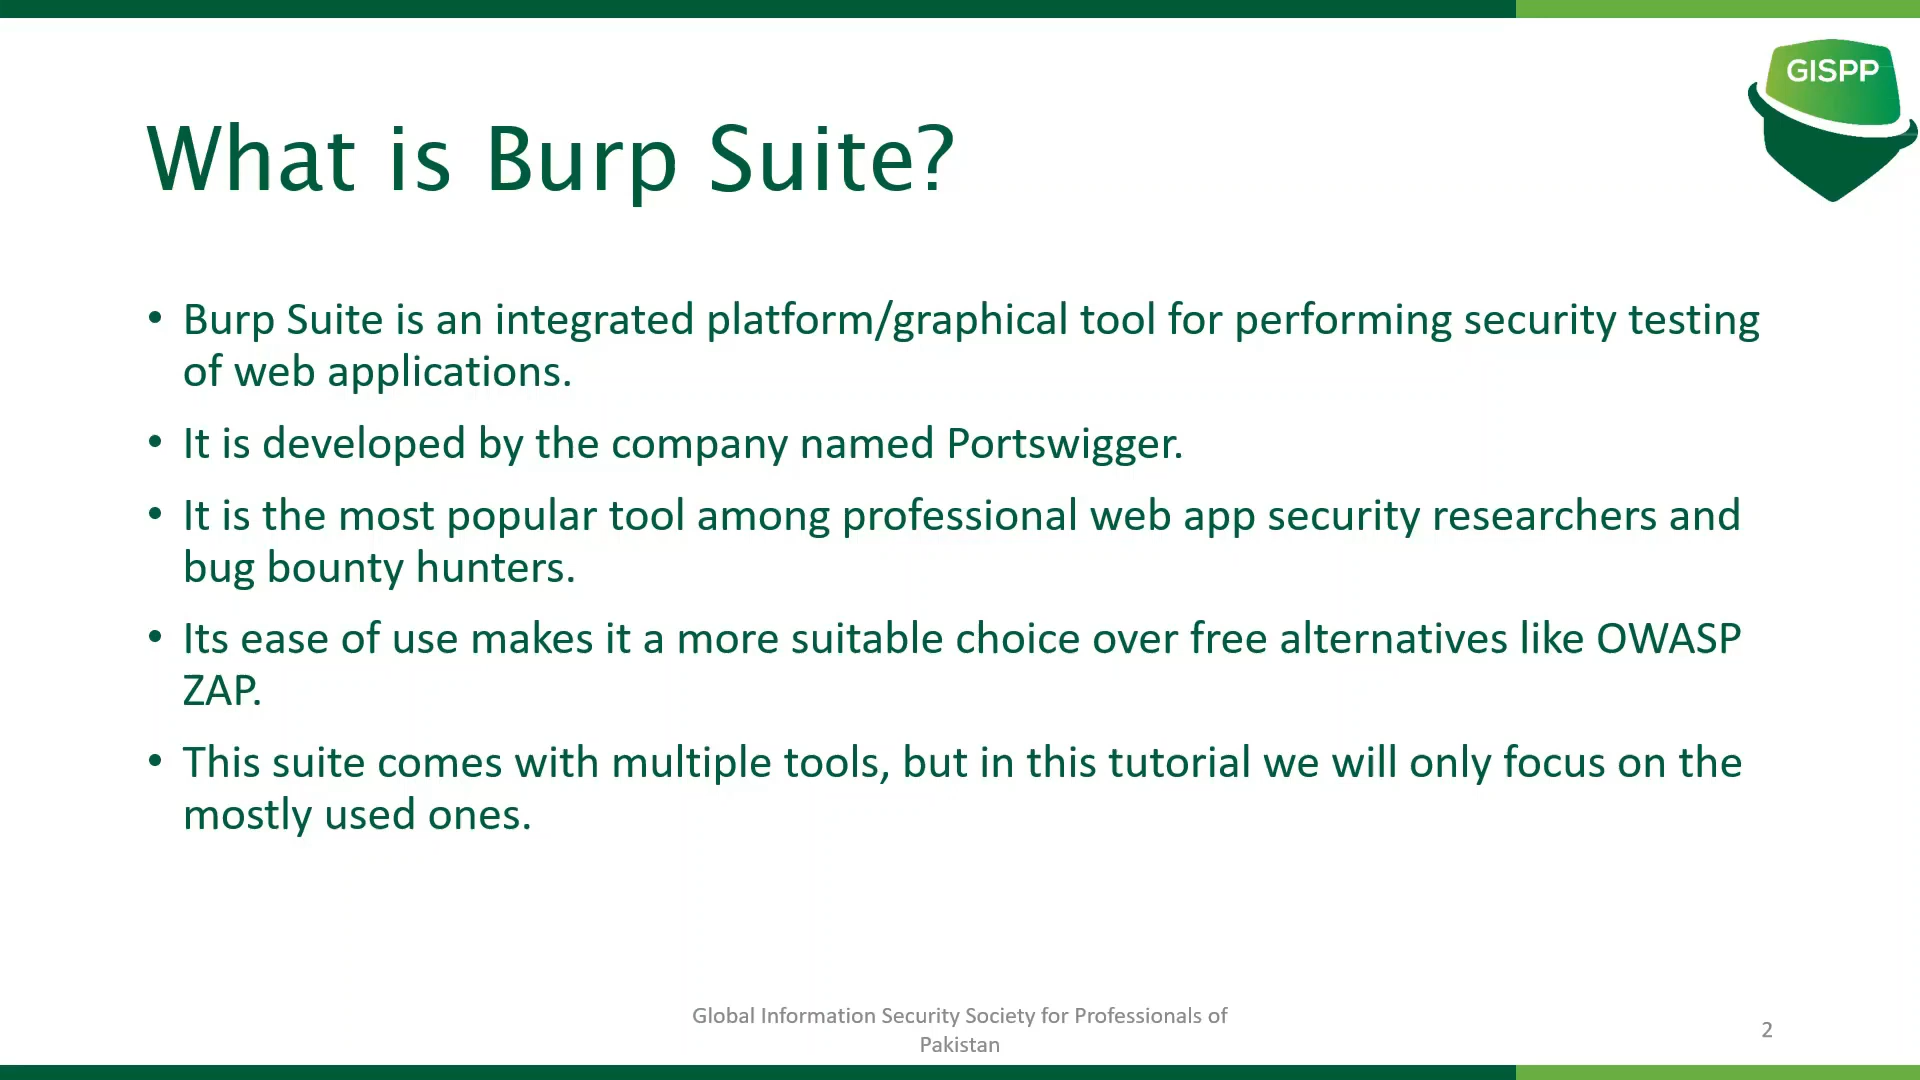 GISPP
What is Burp Suite?
• Burp Suite is an integrated platform/graphical tool for performing security testing
of web applications.
• It is developed by the company named Portswigger.
• It is the most popular tool among professional web app security researchers and
bug bounty hunters.
• Its ease of use makes it a more suitable choice over free alternatives like OWASP
ZAP.
• This suite comes with multiple tools, but in this tutorial we will only focus on the
mostly used ones.
Global Information Security Society for Professionals of
Pakistan
2